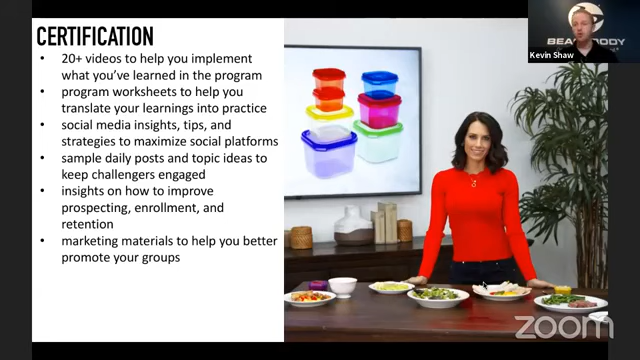 CERTIFICATION
• 20+ videos to help you implement
what you've learned in the program
• program worksheets to help you
translate your learnings into practice
• social media insights, tips, and
strategies to maximize social platforms
• sample daily posts and topic ideas to
keep challengers engaged
• insights on how to improve
prospecting, enrollment, and
retention
• marketing materials to help you better
promote your groups
Kevin Shaw
zoom